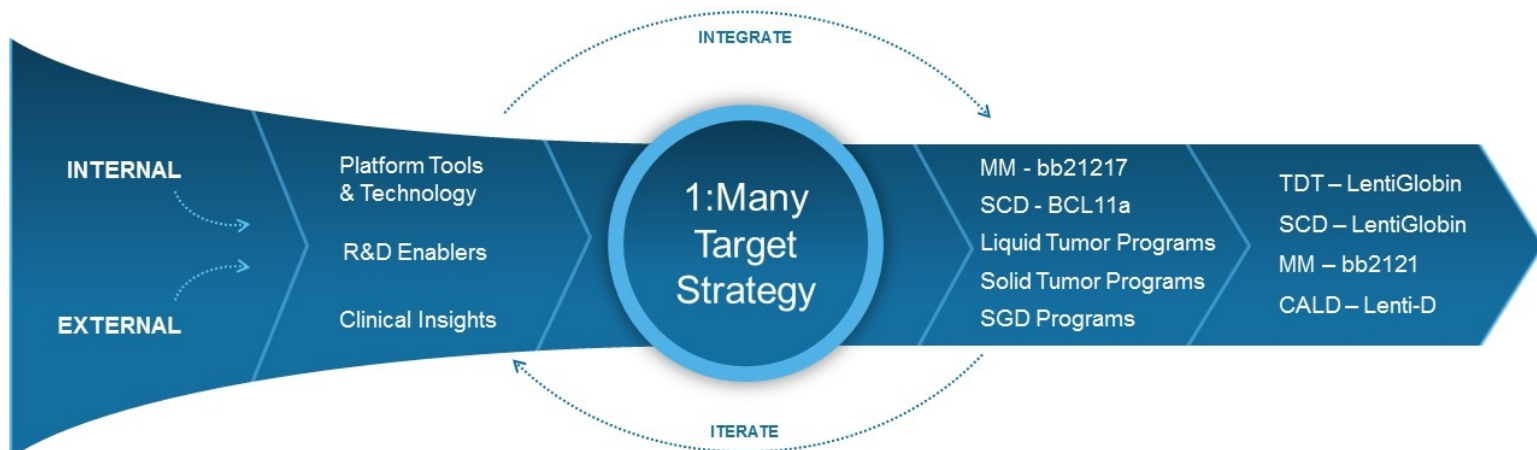 INTEGRATE
INTERNAL
EXTERNAL
Platform Tools
& Technology
R&D Enablers
Clinical Insights
1:Many
Target
Strategy
MM - bb21217
SCD - BCL11a
Liquid Tumor Programs
Solid Tumor Programs
SGD Programs
TDT – LentiGlobin
SCD – LentiGlobin
MM – bb2121
CALD – Lenti-D
ITERATE